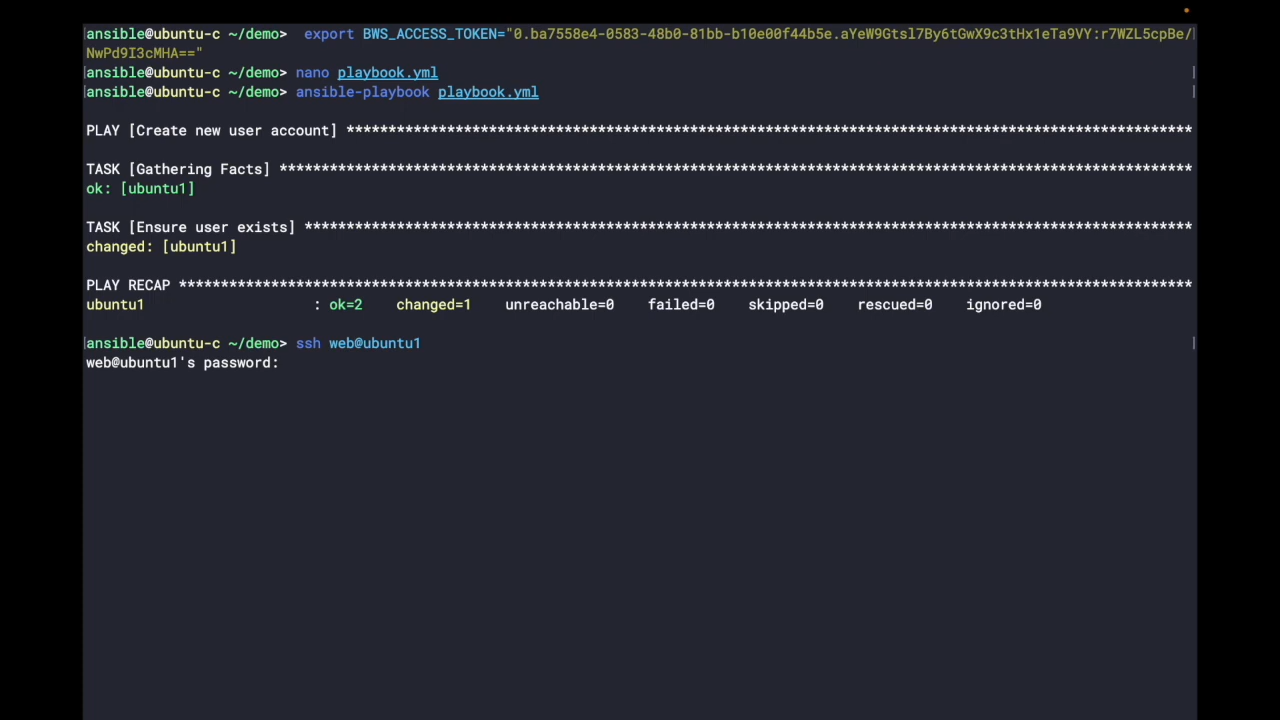 ansible@ubuntu-c ~/demo> export BWS_ACCESS_TOKEN="0.ba7558e4-0583-48b0-81bb-b10e00f44b5e.aYeW9Gtsl7By6tGwX9c3tHx1eTa9VY:r7WZL5cpBe/
NwPd9I3cMHA=="
ansible@ubuntu-c ~/demo> nano playbook.yml
ansible@ubuntu-c ~/demo> ansible-playbook playbook.yml
PLAY [Create new user account] *****************************************************************************************************
TASK [Gathering Facts] *************************************************************************************************************
ok: [ubuntu1]
TASK [Ensure user exists] **********************************************************************************************************
changed: [ubuntu1]
PLAY RECAP *************************************************************************************************************************
ubuntu1                    : ok=2    changed=1    unreachable=0    failed=0    skipped=0    rescued=0    ignored=0
ansible@ubuntu-c ~/demo> ssh web@ubuntu1
web@ubuntu1's password: